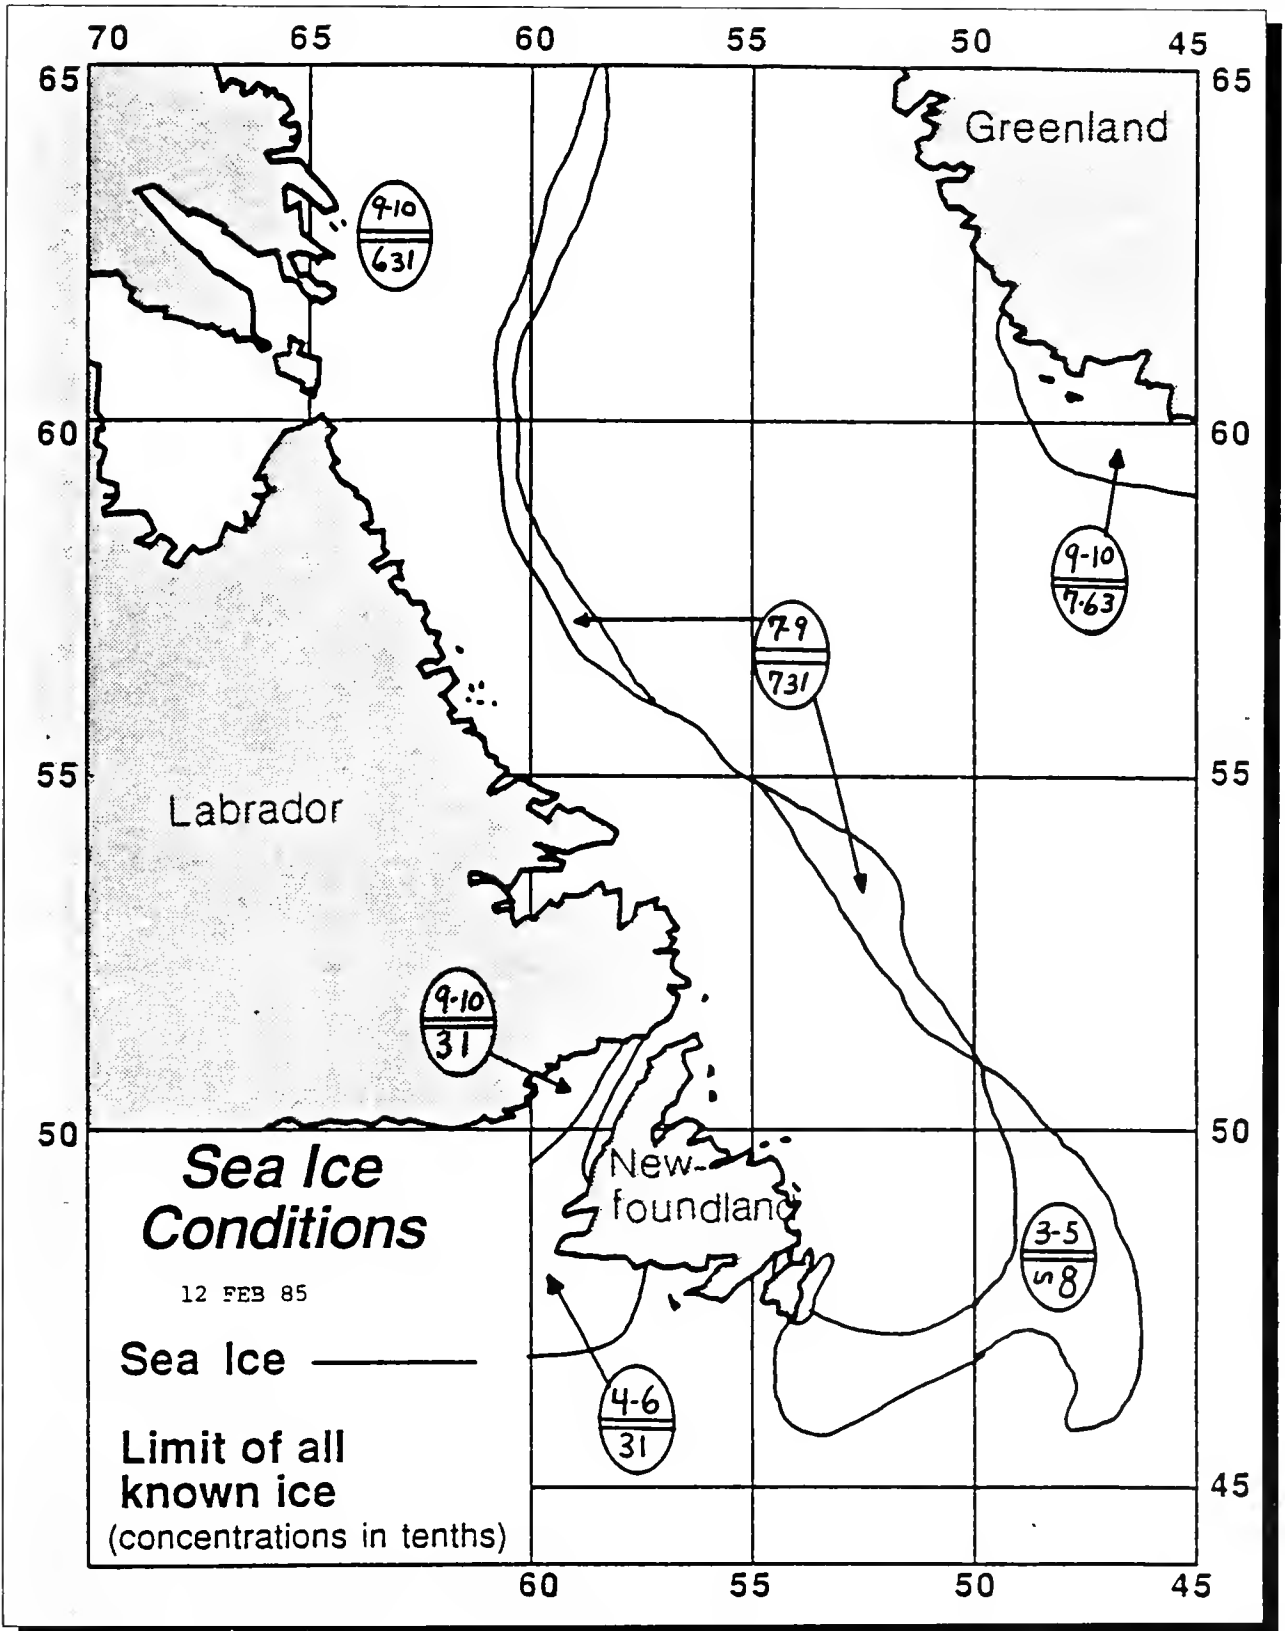 70 65 60 55 50 45
65 65
Greenland
9-10
631
60 60
9-10
7·63
7-9
731
55 55
Labrador
9-10
31
50 50
New-
foundland
Sea Ice
Conditions
12 FEB 85
3-5
8
Sea Ice
4-6
31
Limit of all
known ice
45
(concentrations in tenths)
60 55 50 45